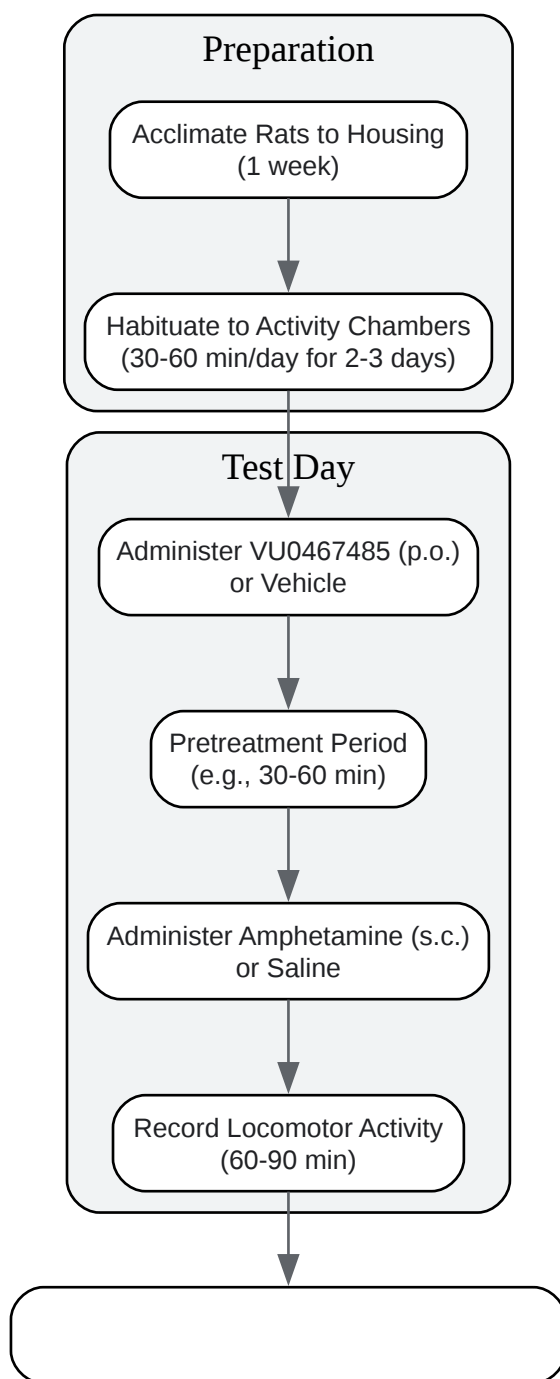 Preparation
Acclimate Rats to Housing
(1 week)
Habituate to Activity Chambers
(30-60 min/day for 2-3 days)
Test Day
Administer VU0467485 (p.o.)
or Vehicle
Pretreatment Period
(e.g., 30-60 min)
Administer Amphetamine (s.c.)
or Saline
Record Locomotor Activity
(60-90 min)